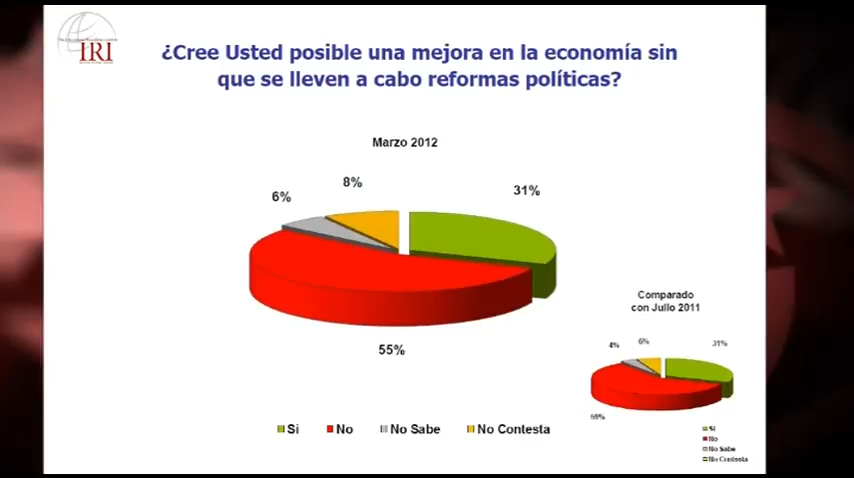 IRI
¿Cree Usted posible una mejora en la economía sin
que se lleven a cabo reformas políticas?
Marzo 2012
8%
6%
31%
55%
Si No No Sabe No Contesta
Comparado
con Julio 2011
4%
6%
31%
59%
Si
No
No Sabe
No Contesta